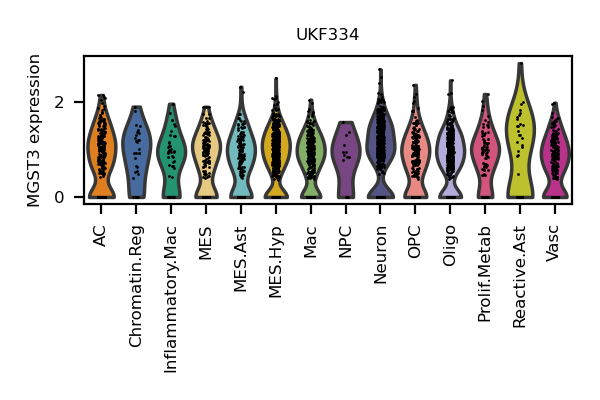 UKF334
MGST3 expression
2
0
AC
Chromatin.Reg
Inflammatory.Mac
MES
MES.Ast
MES.Hyp
Mac
NPC
Neuron
OPC
Oligo
Prolif.Metab
Reactive.Ast
Vasc